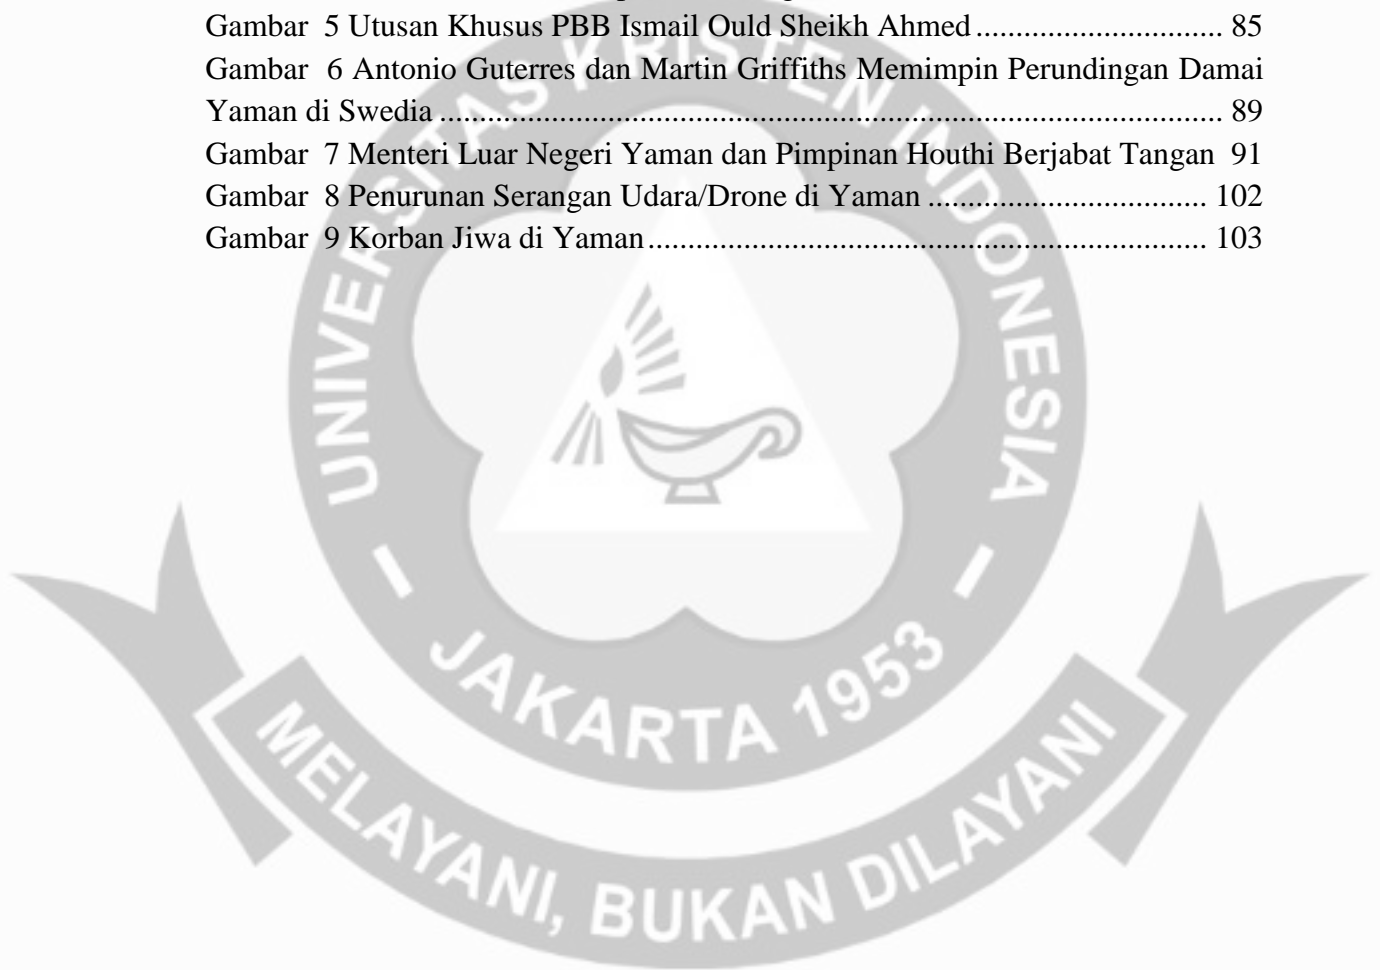 Gambar 5 Utusan Khusus PBB Ismail Ould Sheikh Ahmed ............................... 85
Gambar 6 Antonio Guterres dan Martin Griffiths Memimpin Perundingan Damai
Yaman di Swedia .................................................................................................. 89
Gambar 7 Menteri Luar Negeri Yaman dan Pimpinan Houthi Berjabat Tangan 91
Gambar 8 Penurunan Serangan Udara/Drone di Yaman ................................... 102
Gambar 9 Korban Jiwa di Yaman ...................................................................... 103
UNIVERSITAS KRISTEN INDONESIA
- JAKARTA 1953 -
MELAYANI, BUKAN DILAYANI